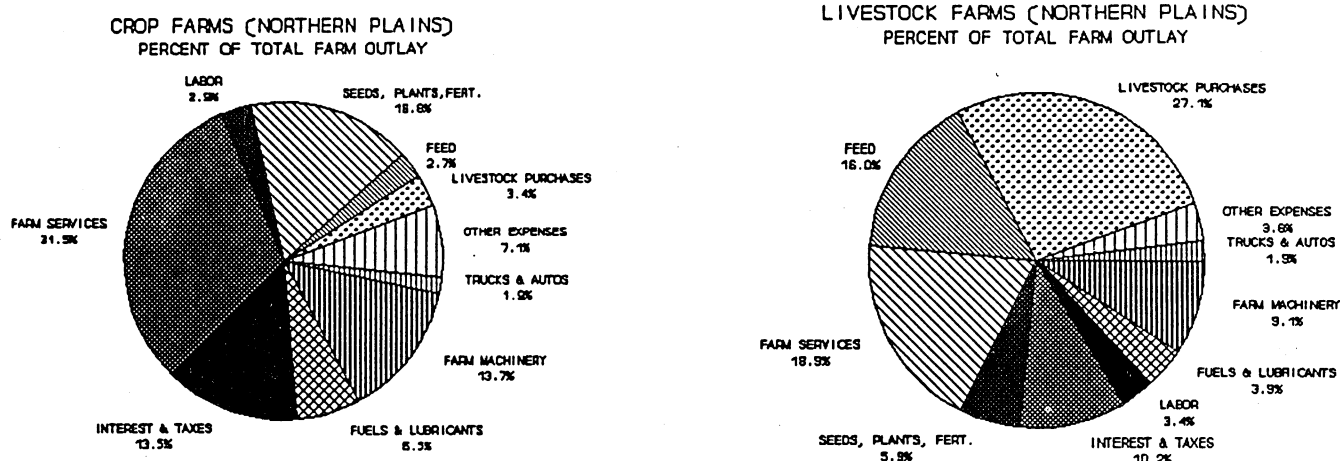 CROP FARMS (NORTHERN PLAINS)
PERCENT OF TOTAL FARM OUTLAY
LABOR
2.9%
SEEDS, PLANTS,FERT.
FEED
2.7%
LIVESTOCK PURCHASES
3.4%
OTHER EXPENSES
7.1%
TRUCKS & AUTOS
1.9%
FARM MACHINERY
13.7%
FUELS & LUBRICANTS
INTEREST & TAXES
13.5%
FARM SERVICES
LIVESTOCK FARMS (NORTHERN PLAINS)
PERCENT OF TOTAL FARM OUTLAY
LIVESTOCK PURCHASES
27.1%
OTHER EXPENSES
3.6%
TRUCKS & AUTOS
1.9%
FARM MACHINERY
9.1%
FUELS & LUBRICANTS
3.9%
LABOR
3.4%
INTEREST & TAXES
10.2%
SEEDS, PLANTS, FERT.
5.9%
FARM SERVICES
18.9%
FEED
16.0%